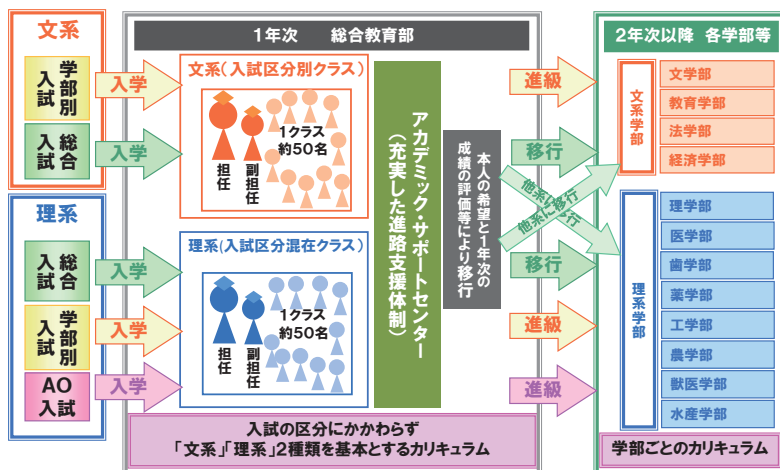 文系
学部別
入試
総合
入試
理系
総合
入試
学部別
入試
AO
入試
入学
入学
入学
入学
入学
1年次 総合教育部
文系(入試区分別クラス)
1クラス
約50名
担任
副担任
理系(入試区分混在クラス)
1クラス
約50名
担任
副担任
アカデミック・サポートセンター
(充実した進路支援体制)
本人の希望と1年次の
成績の評価等により移行
入試の区分にかかわらず
「文系」「理系」2種類を基本とするカリキュラム
進級
移行
他系に移行
他系に移行
移行
進級
進級
2年次以降 各学部等
文系学部
文学部
教育学部
法学部
経済学部
理系学部
理学部
医学部
歯学部
薬学部
工学部
農学部
獣医学部
水産学部
学部ごとのカリキュラム